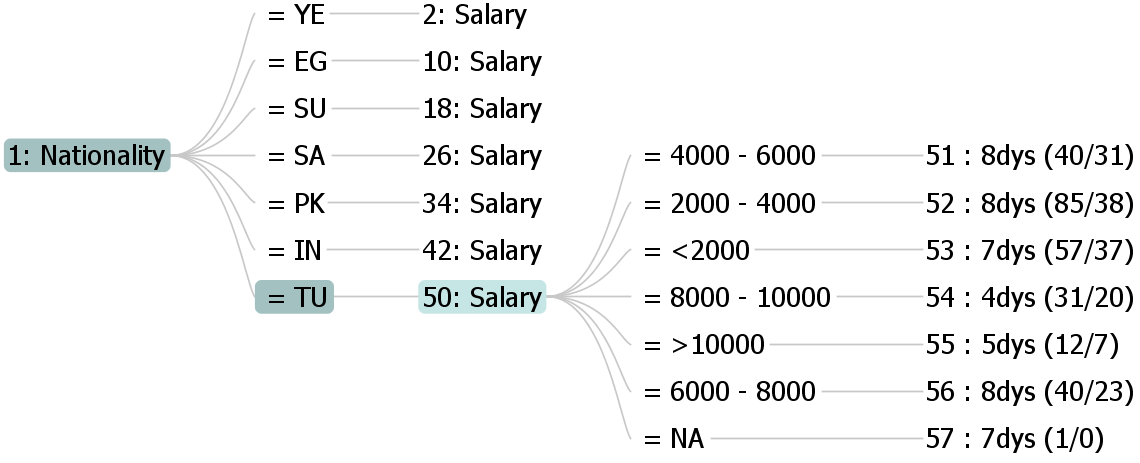 = YE 2: Salary
= EG 10: Salary
= SU 18: Salary
1: Nationality = SA 26: Salary = 4000 - 6000 51 : 8dys (40/31)
= PK 34: Salary = 2000 - 4000 52 : 8dys (85/38)
= IN 42: Salary = <2000 53 : 7dys (57/37)
= TU 50: Salary = 8000 - 10000 54 : 4dys (31/20)
= >10000 55 : 5dys (12/7)
= 6000 - 8000 56 : 8dys (40/23)
= NA 57 : 7dys (1/0)